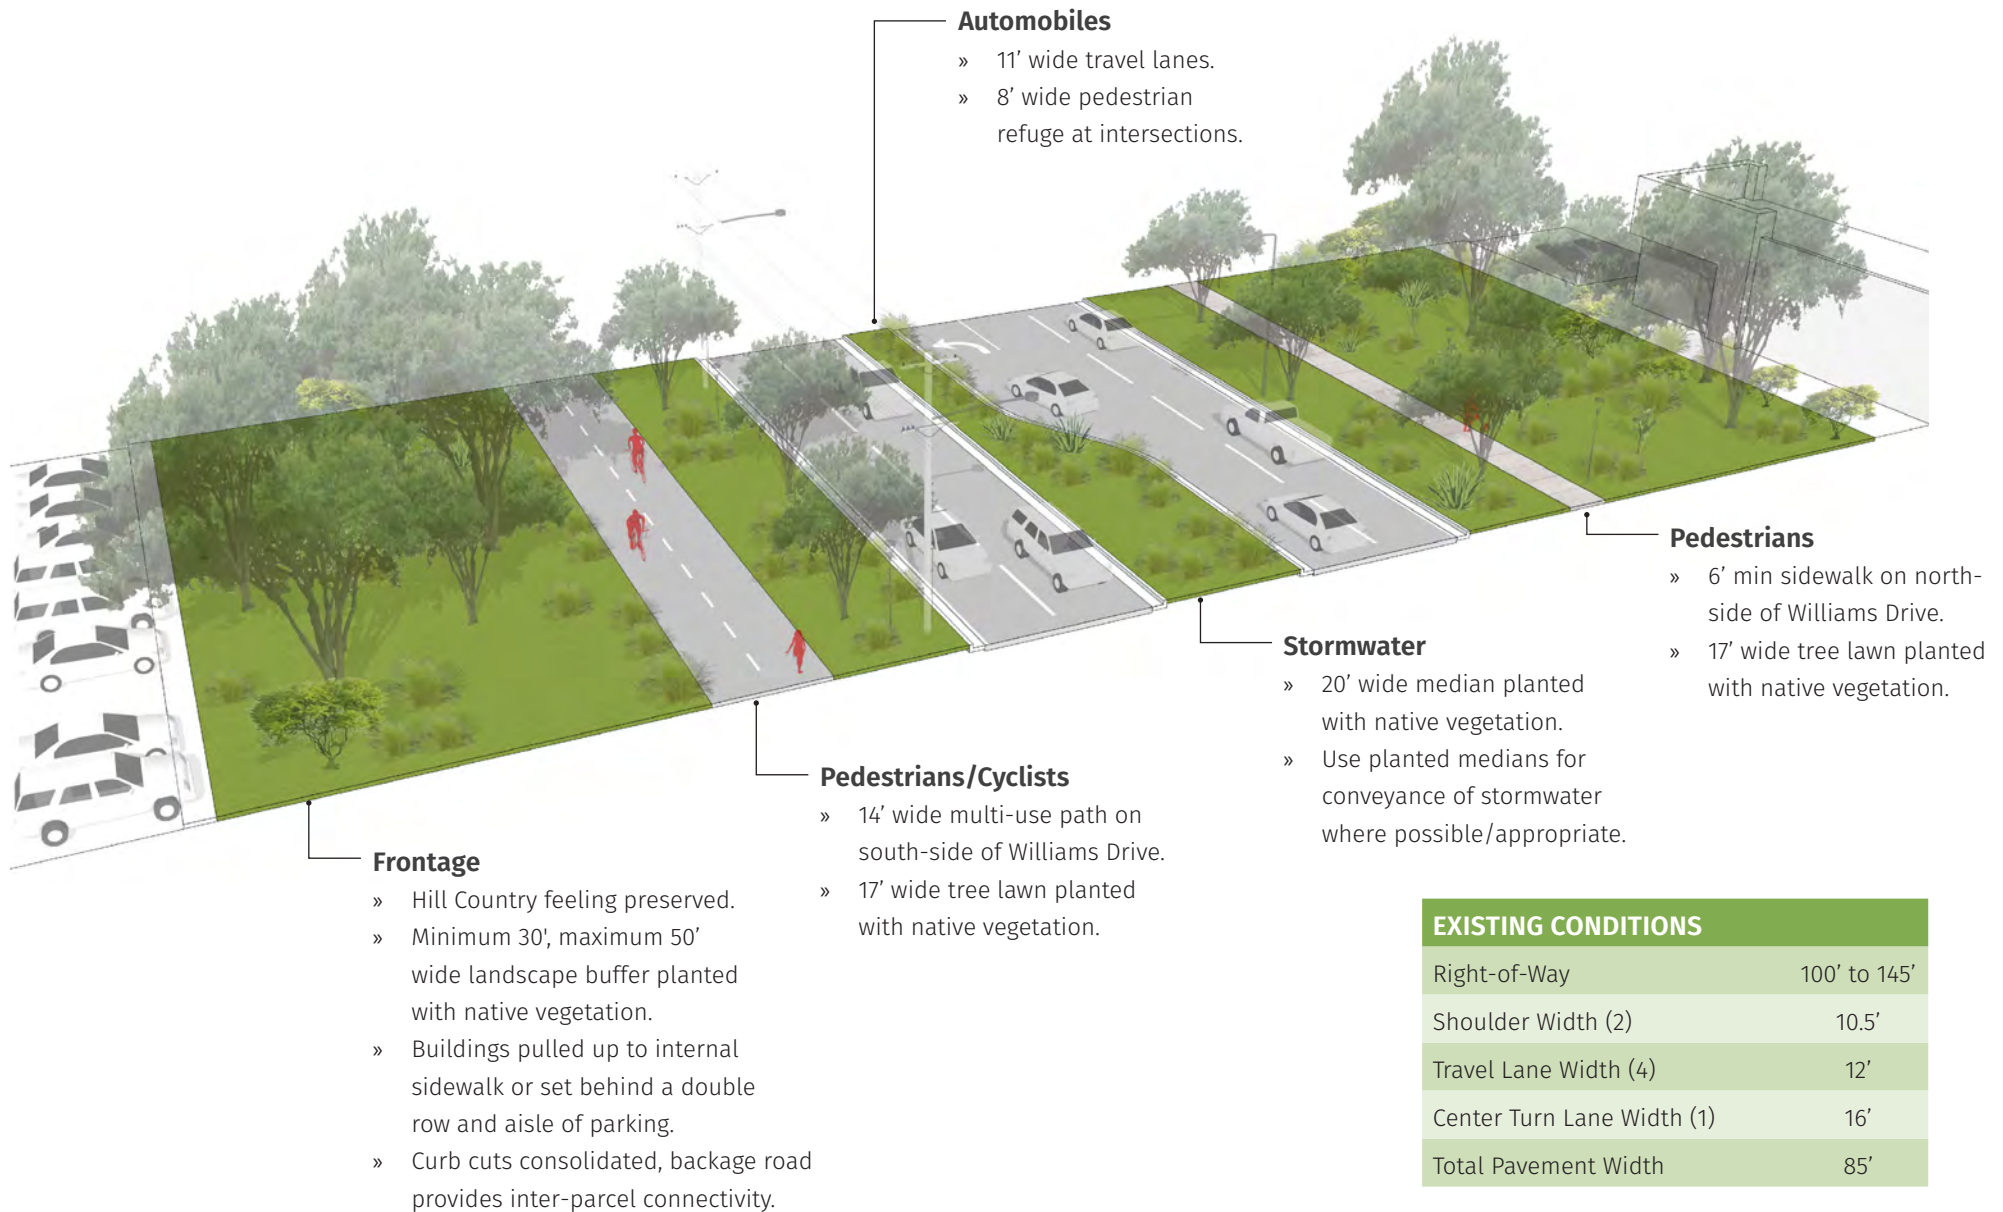 Automobiles
» 11’ wide travel lanes.
» 8’ wide pedestrian
refuge at intersections.
Pedestrians
» 6’ min sidewalk on north-
side of Williams Drive.
» 17’ wide tree lawn planted
with native vegetation.
Stormwater
» 20’ wide median planted
with native vegetation.
» Use planted medians for
conveyance of stormwater
where possible/appropriate.
Pedestrians/Cyclists
» 14’ wide multi-use path on
south-side of Williams Drive.
» 17’ wide tree lawn planted
with native vegetation.
Frontage
» Hill Country feeling preserved.
» Minimum 30', maximum 50’
wide landscape buffer planted
with native vegetation.
» Buildings pulled up to internal
sidewalk or set behind a double
row and aisle of parking.
» Curb cuts consolidated, backage road
provides inter-parcel connectivity.
EXISTING CONDITIONS
Right-of-Way 100’ to 145’
Shoulder Width (2) 10.5’
Travel Lane Width (4) 12’
Center Turn Lane Width (1) 16’
Total Pavement Width 85’